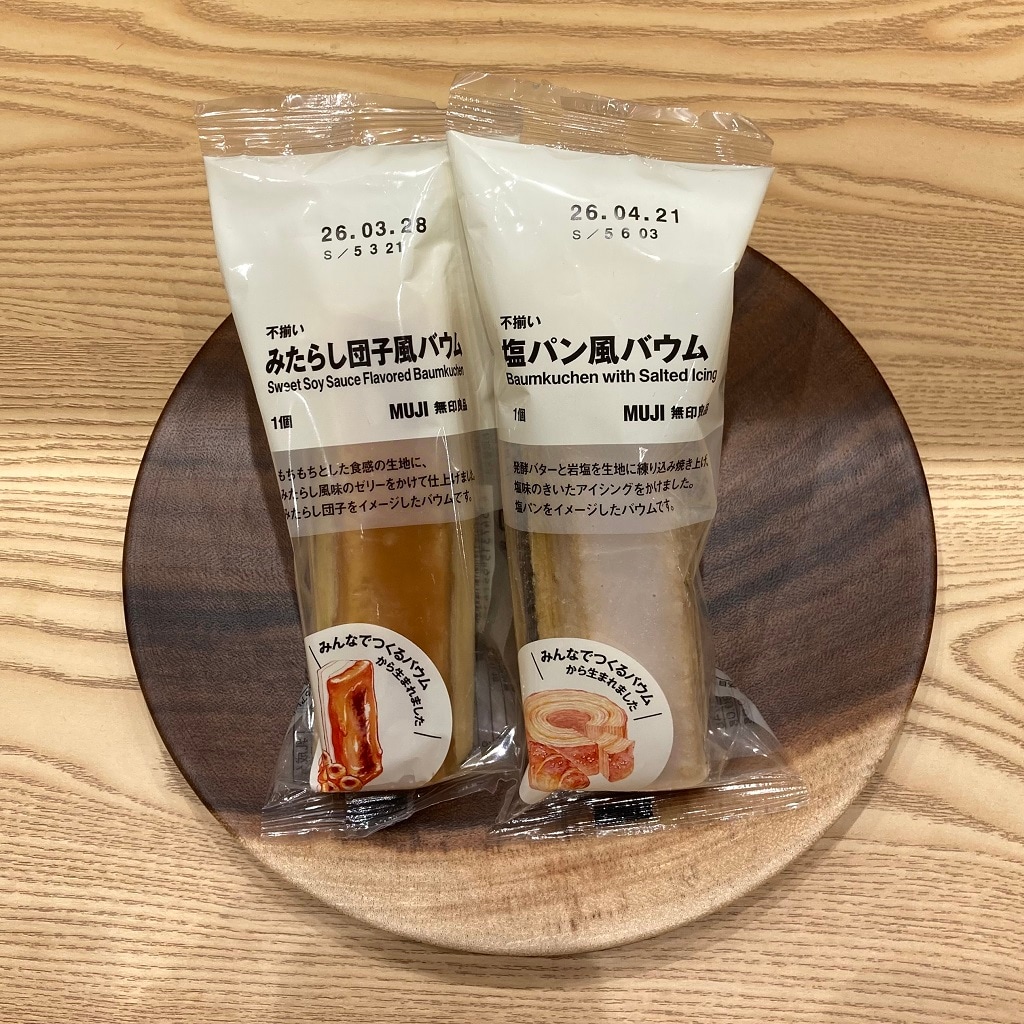 26.03.28
S/5321
不揃い
みたらし団子風バウム
Sweet Soy Sauce Flavored Baumkuchen
1個
MUJI 無印良品
もちもちとした食感の生地に、
みたらし風味のゼリーをかけて仕上げました。
みたらし団子をイメージしたバウムです。
みんなでつくるバウム
から生まれました
26.04.21
S/5603
不揃い
塩パン風バウム
Baumkuchen with Salted Icing
1個
MUJI 無印良品
発酵バターと岩塩を生地に練り込み焼き上げ、
塩味のきいたアイシングをかけました。
塩パンをイメージしたバウムです。
みんなでつくるバウム
から生まれました